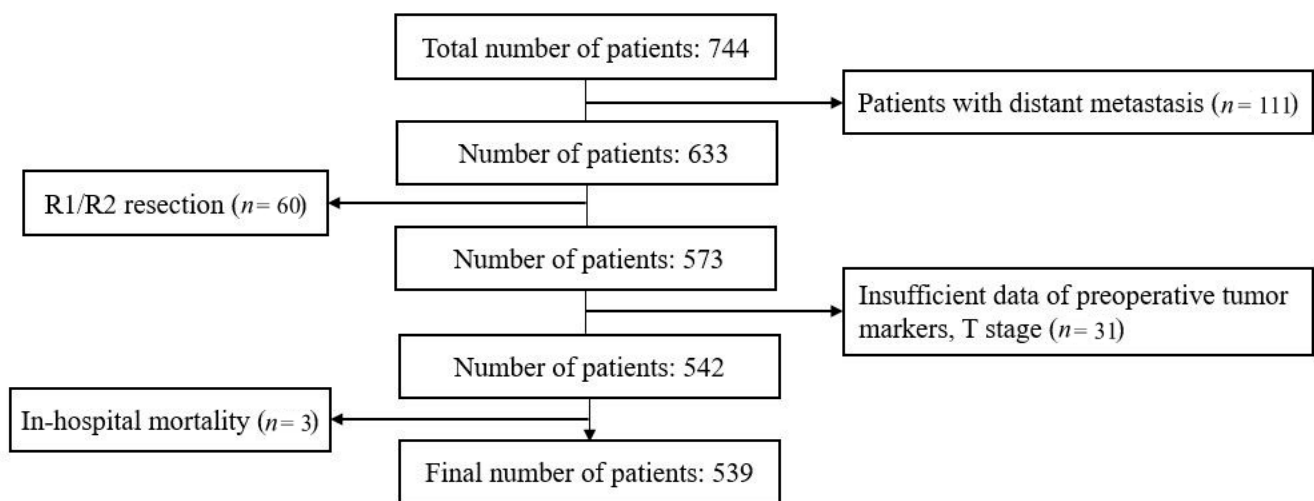 Total number of patients: 744
Patients with distant metastasis (n = 111)
Number of patients: 633
R1/R2 resection (n = 60)
Number of patients: 573
Insufficient data of preoperative tumor
markers, T stage (n = 31)
Number of patients: 542
In-hospital mortality (n = 3)
Final number of patients: 539